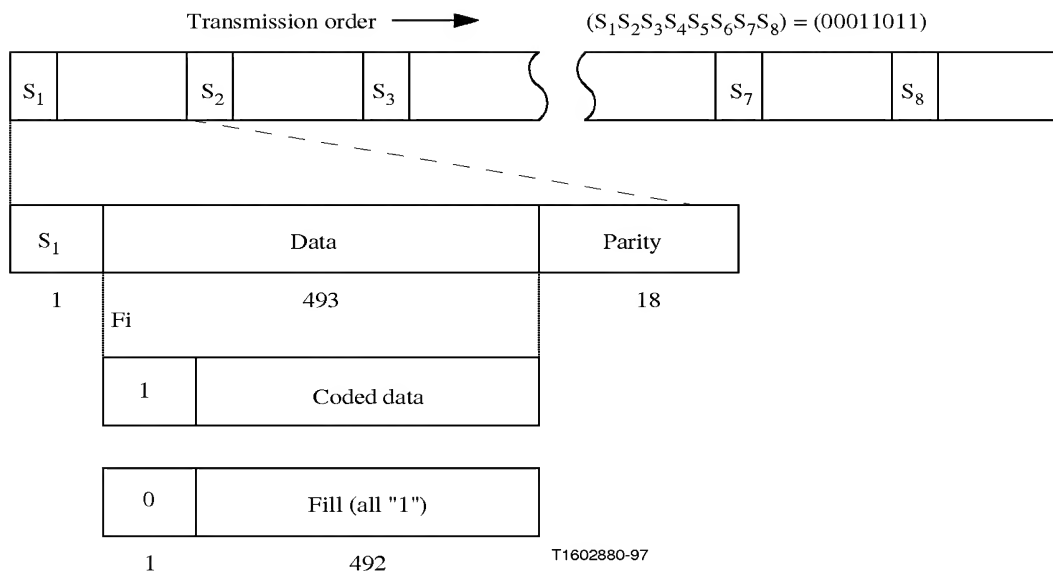 Transmission order (S₁S₂S₃S₄S₅S₆S₇S₈) = (00011011)
S₁ S₂ S₃ S₇ S₈
S₁ Data Parity
1 493 18
Fi
1 Coded data
0 Fill (all "1")
1 492
T1602880-97